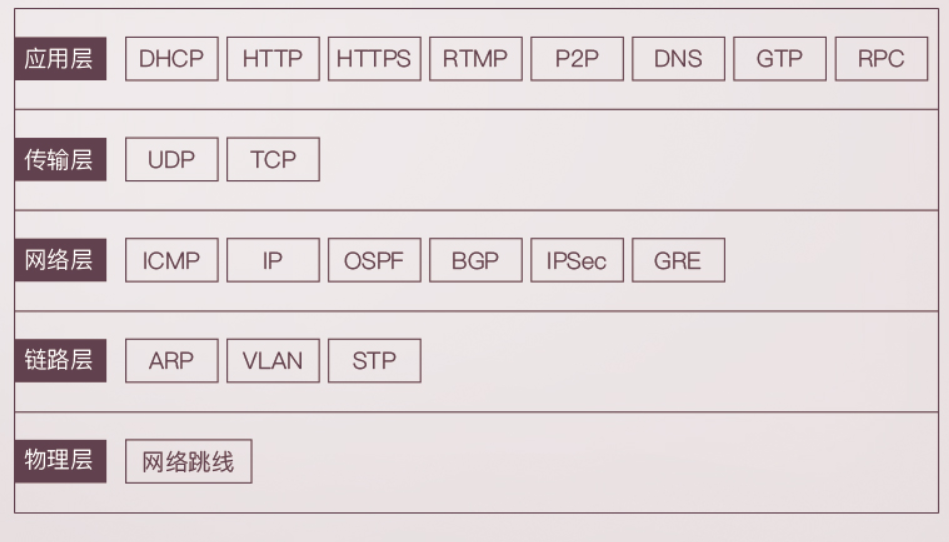 应用层 DHCP HTTP HTTPS RTMP P2P DNS GTP RPC
传输层 UDP TCP
网络层 ICMP IP OSPF BGP IPSec GRE
链路层 ARP VLAN STP
物理层 网络跳线